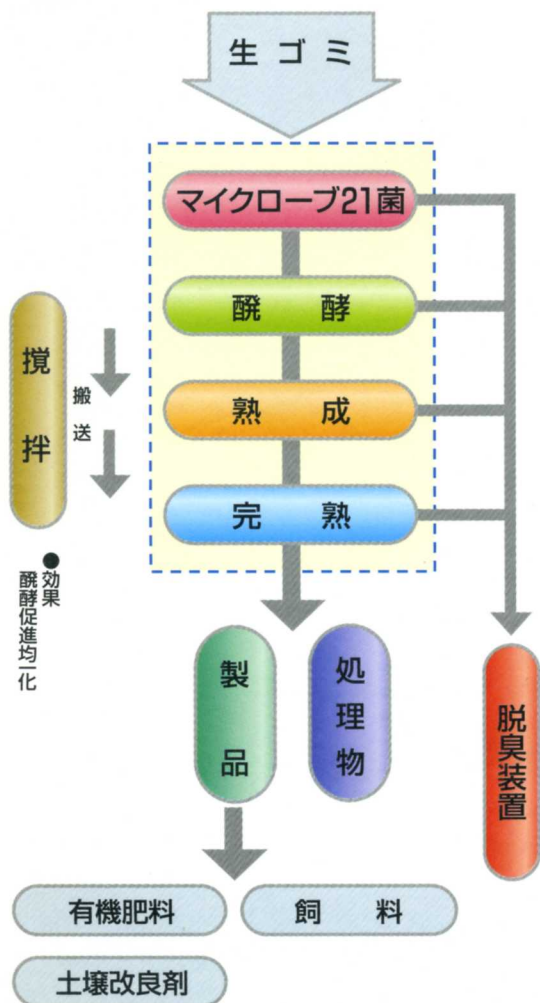 生ゴミ
マイクローブ21菌
醗酵
熟成
完熟
撹拌
搬送
●効果
醗酵促進均一化
製品
処理物
脱臭装置
有機肥料
飼料
土壌改良剤